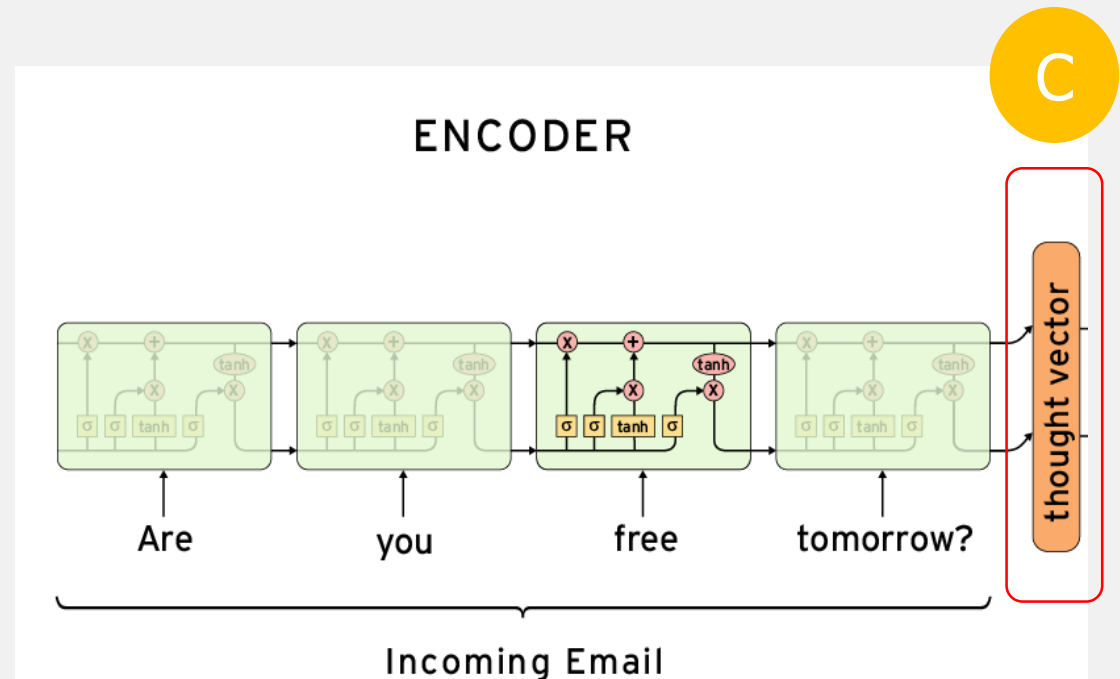 C
ENCODER
x + tanh x + tanh x + tanh x + tanh
x x x x x x x x
σ σ tanh σ σ σ tanh σ σ σ tanh σ σ σ tanh σ
thought vector
Are you free tomorrow?
Incoming Email